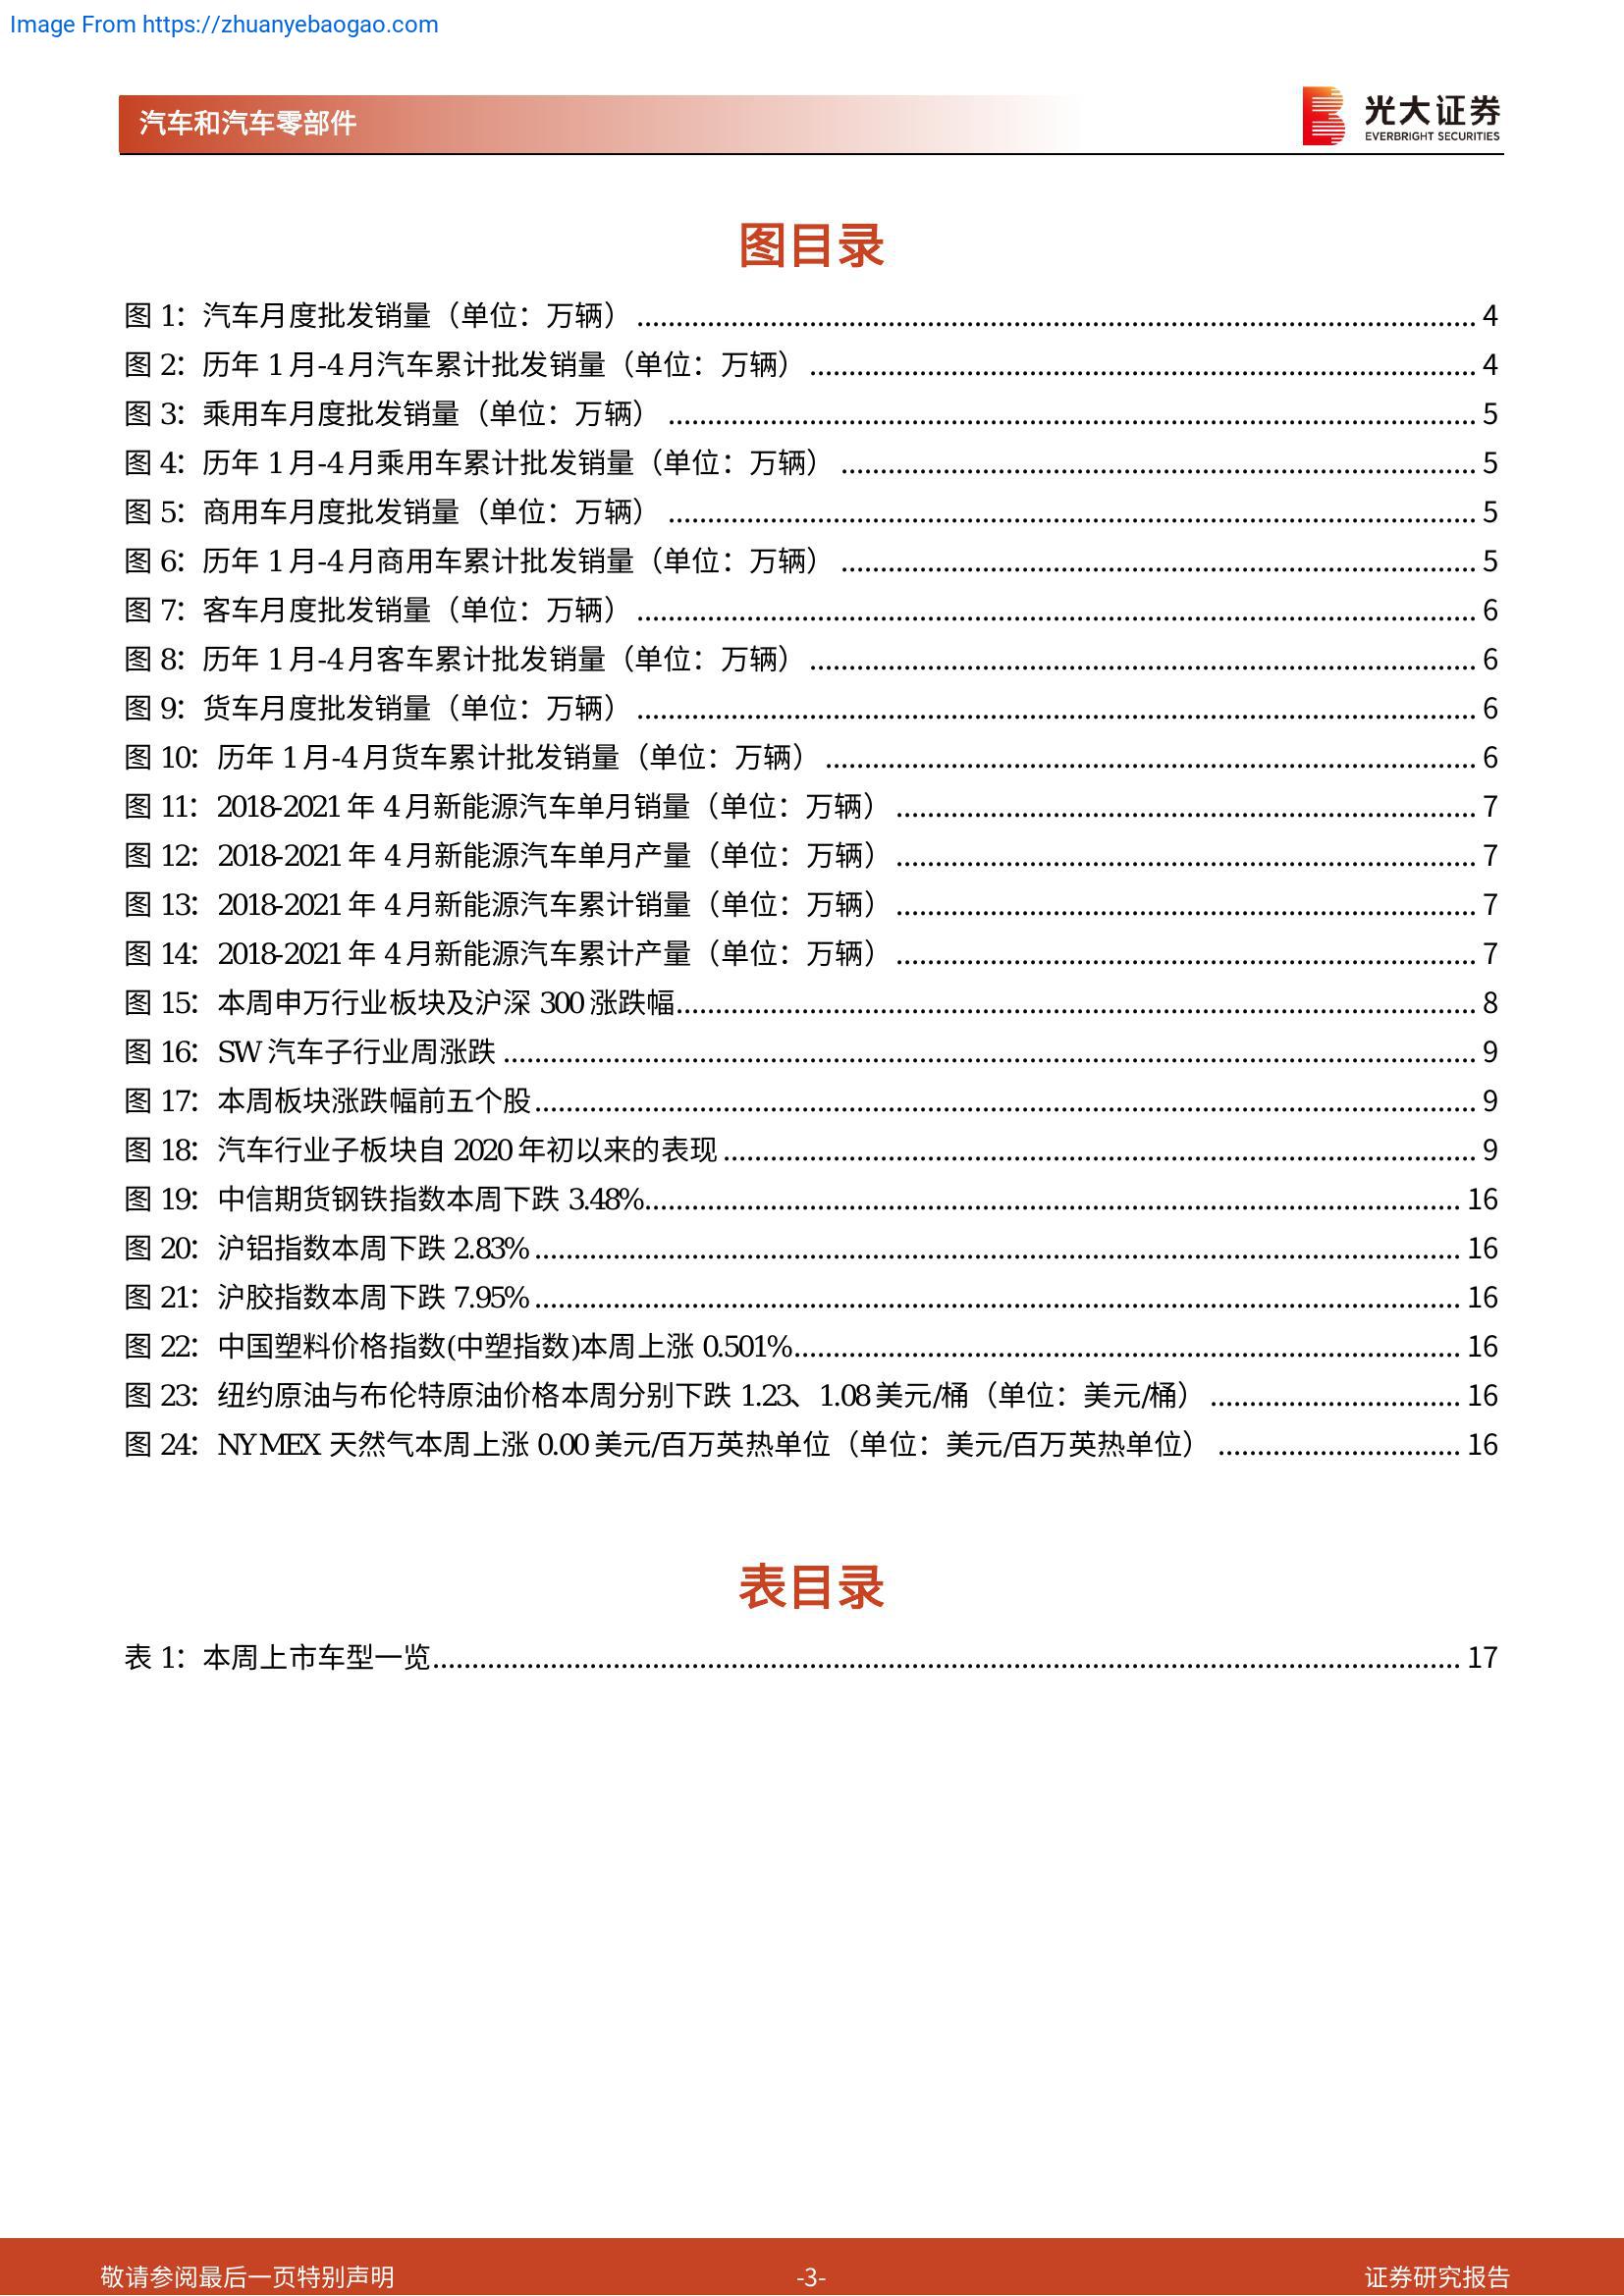 Image From https://zhuanyebaogao.com
汽车和汽车零部件
光大证券
EVERBRIGHT SECURITIES
图目录
图 1：汽车月度批发销量（单位：万辆） 4
图 2：历年 1 月-4 月汽车累计批发销量（单位：万辆） 4
图 3：乘用车月度批发销量（单位：万辆） 5
图 4：历年 1 月-4 月乘用车累计批发销量（单位：万辆） 5
图 5：商用车月度批发销量（单位：万辆） 5
图 6：历年 1 月-4 月商用车累计批发销量（单位：万辆） 5
图 7：客车月度批发销量（单位：万辆） 6
图 8：历年 1 月-4 月客车累计批发销量（单位：万辆） 6
图 9：货车月度批发销量（单位：万辆） 6
图 10：历年 1 月-4 月货车累计批发销量（单位：万辆） 6
图 11：2018-2021 年 4 月新能源汽车单月销量（单位：万辆） 7
图 12：2018-2021 年 4 月新能源汽车单月产量（单位：万辆） 7
图 13：2018-2021 年 4 月新能源汽车累计销量（单位：万辆） 7
图 14：2018-2021 年 4 月新能源汽车累计产量（单位：万辆） 7
图 15：本周申万行业板块及沪深 300 涨跌幅 8
图 16：SW 汽车子行业周涨跌 9
图 17：本周板块涨跌幅前五个股 9
图 18：汽车行业子板块自 2020 年初以来的表现 9
图 19：中信期货钢铁指数本周下跌 3.48% 16
图 20：沪铝指数本周下跌 2.83% 16
图 21：沪胶指数本周下跌 7.95% 16
图 22：中国塑料价格指数(中塑指数)本周上涨 0.501% 16
图 23：纽约原油与布伦特原油价格本周分别下跌 1.23、1.08 美元/桶（单位：美元/桶） 16
图 24：NYMEX 天然气本周上涨 0.00 美元/百万英热单位（单位：美元/百万英热单位） 16
表目录
表 1：本周上市车型一览 17
敬请参阅最后一页特别声明
-3-
证券研究报告